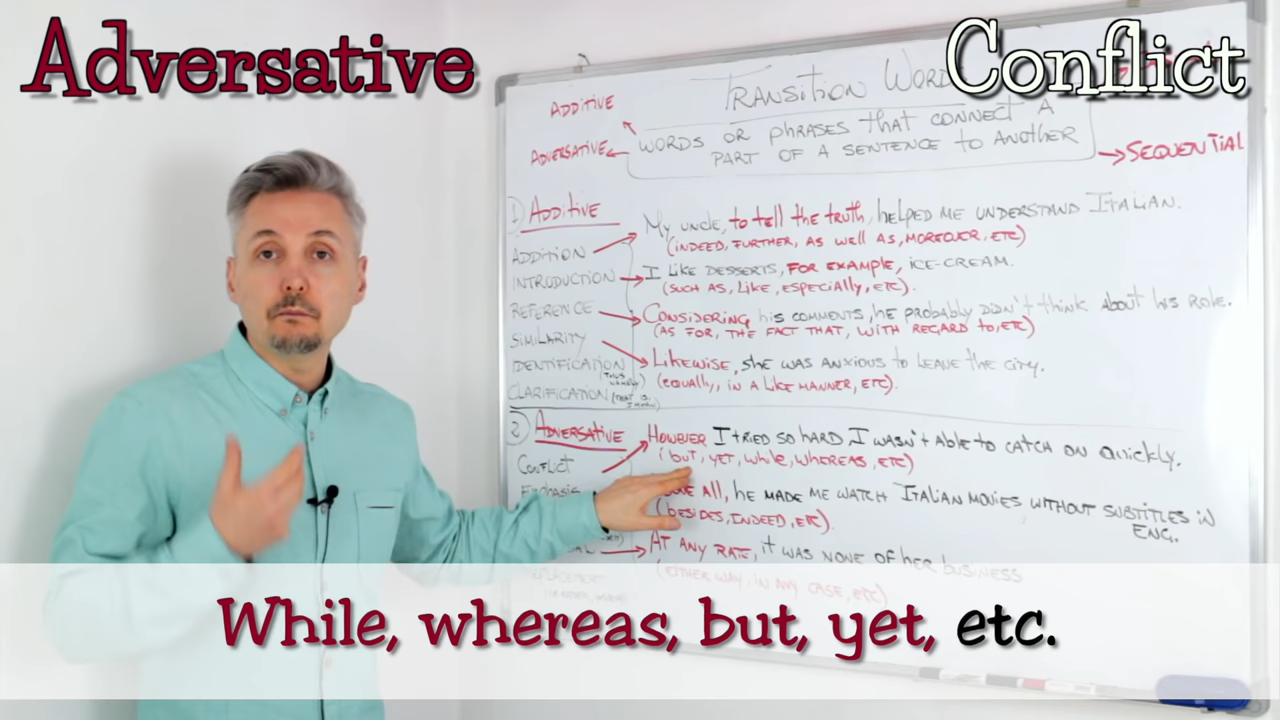 Adversative
Conflict
TRANSITION WORD
ADDITIVE
WORDS OR PHRASES THAT CONNECT A
ADVERSATIVE
PART OF A SENTENCE TO ANOTHER
SEQUENTIAL
1) ADDITIVE
MY UNCLE, TO TELL THE TRUTH, HELPED ME UNDERSTAND ITALIAN.
(INDEED, FURTHER, AS WELL AS, MOREOVER, ETC)
ADDITION
INTRODUCTION
I LIKE DESSERTS, FOR EXAMPLE, ICE-CREAM.
(SUCH AS, LIKE, ESPECIALLY, ETC).
REFERENCE
CONSIDERING HIS COMMENTS, HE PROBABLY DIDN'T THINK ABOUT HIS ROLE.
(AS FOR, THE FACT THAT, WITH REGARD TO, ETC)
SIMILARITY
LIKEWISE, SHE WAS ANXIOUS TO LEAVE THE CITY.
IDENTIFICATION
(EQUALLY, IN A LIKE MANNER, ETC).
CLARIFICATION
2) ADVERSATIVE
HOWEVER I TRIED SO HARD I WASN'T ABLE TO CATCH ON QUICKLY.
(BUT, YET, WHILE, WHEREAS, ETC)
CONFLICT
EMPHASIS
ALL, HE MADE ME WATCH ITALIAN MOVIES WITHOUT SUBTITLES IN
ENG.
(BESIDES, INDEED, ETC).
AT ANY RATE, IT WAS NONE OF HER BUSINESS
(EITHER WAY, IN ANY CASE, ETC)
While, whereas, but, yet, etc.